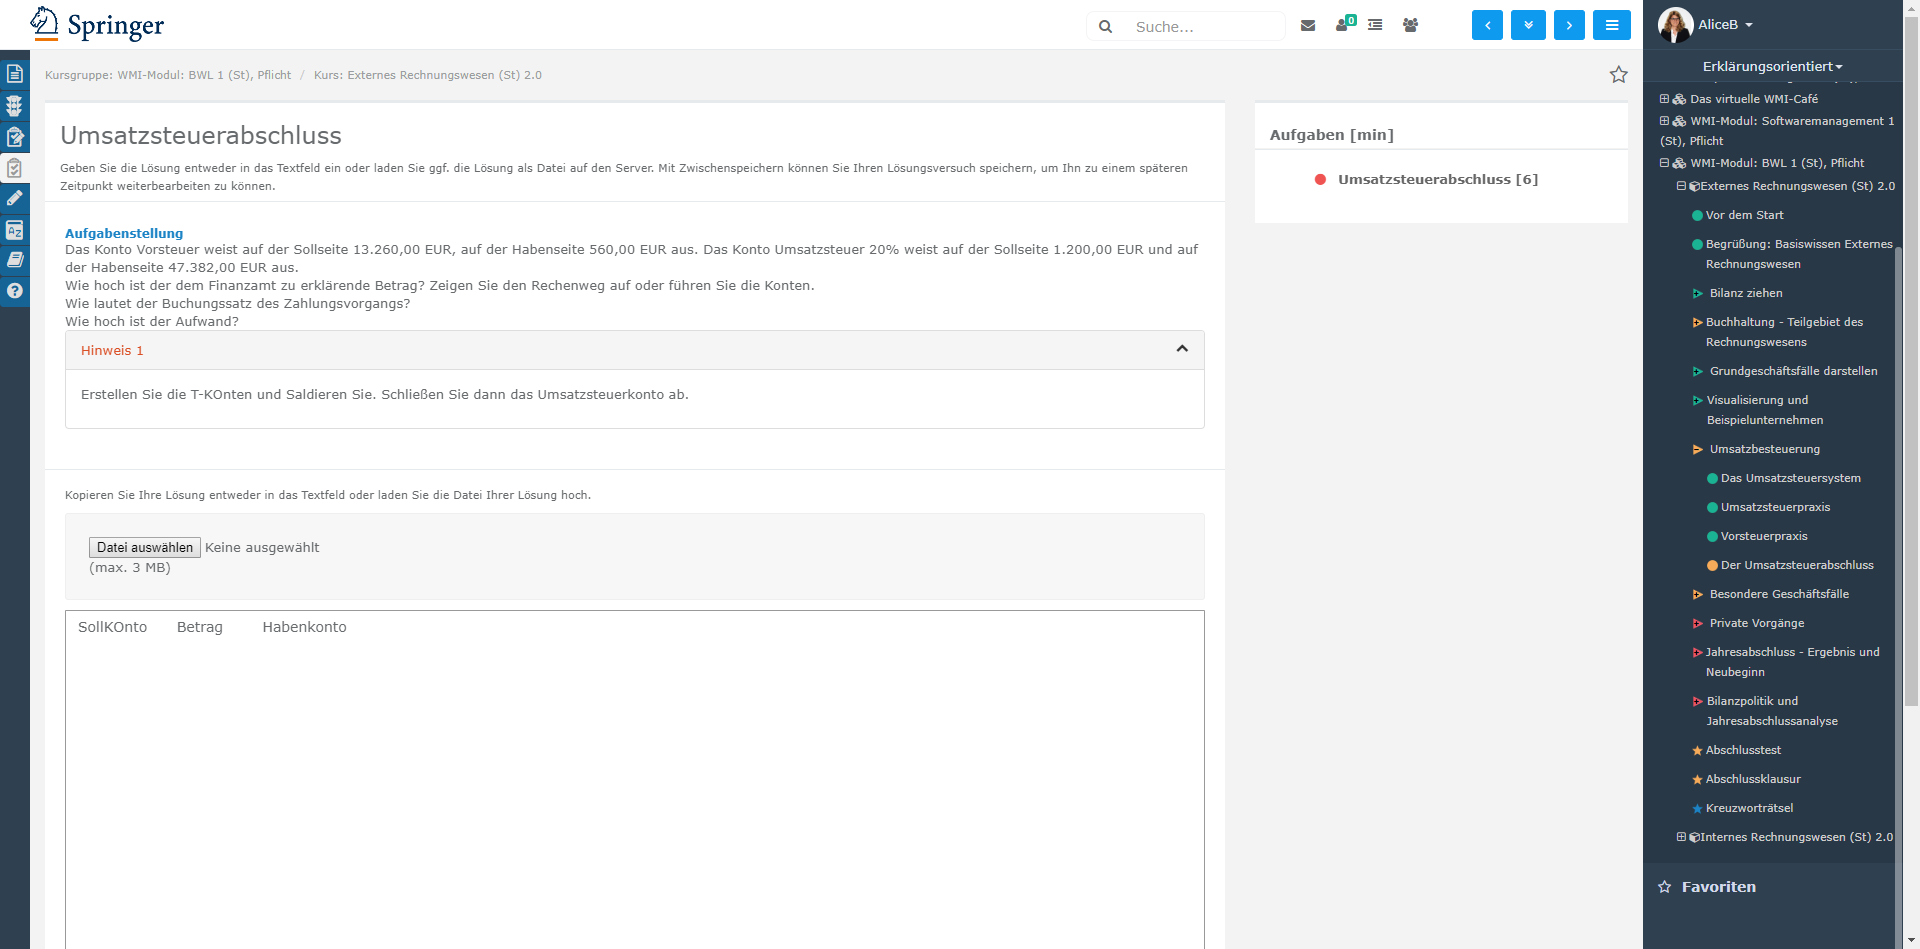 Springer
Suche...
0
AliceB
Erklärungsorientiert
Kursgruppe: WMI-Modul: BWL 1 (St), Pflicht / Kurs: Externes Rechnungswesen (St) 2.0
Umsatzsteuerabschluss
Geben Sie die Lösung entweder in das Textfeld ein oder laden Sie ggf. die Lösung als Datei auf den Server. Mit Zwischenspeichern können Sie Ihren Lösungsversuch speichern, um Ihn zu einem späteren
Zeitpunkt weiterbearbeiten zu können.
Aufgabenstellung
Das Konto Vorsteuer weist auf der Sollseite 13.260,00 EUR, auf der Habenseite 560,00 EUR aus. Das Konto Umsatzsteuer 20% weist auf der Sollseite 1.200,00 EUR und auf
der Habenseite 47.382,00 EUR aus.
Wie hoch ist der dem Finanzamt zu erklärende Betrag? Zeigen Sie den Rechenweg auf oder führen Sie die Konten.
Wie lautet der Buchungssatz des Zahlungsvorgangs?
Wie hoch ist der Aufwand?
Hinweis 1
Erstellen Sie die T-KOnten und Saldieren Sie. Schließen Sie dann das Umsatzsteuerkonto ab.
Kopieren Sie Ihre Lösung entweder in das Textfeld oder laden Sie die Datei Ihrer Lösung hoch.
Datei auswählen Keine ausgewählt
(max. 3 MB)
SollKOnto Betrag Habenkonto
Aufgaben [min]
Umsatzsteuerabschluss [6]
Das virtuelle WMI-Café
WMI-Modul: Softwaremanagement 1
(St), Pflicht
WMI-Modul: BWL 1 (St), Pflicht
Externes Rechnungswesen (St) 2.0
Vor dem Start
Begrüßung: Basiswissen Externes
Rechnungswesen
Bilanz ziehen
Buchhaltung - Teilgebiet des
Rechnungswesens
Grundgeschäftsfälle darstellen
Visualisierung und
Beispielunternehmen
Umsatzbesteuerung
Das Umsatzsteuersystem
Umsatzsteuerpraxis
Vorsteuerpraxis
Der Umsatzsteuerabschluss
Besondere Geschäftsfälle
Private Vorgänge
Jahresabschluss - Ergebnis und
Neubeginn
Bilanzpolitik und
Jahresabschlussanalyse
Abschlusstest
Abschlussklausur
Kreuzworträtsel
Internes Rechnungswesen (St) 2.0
Favoriten